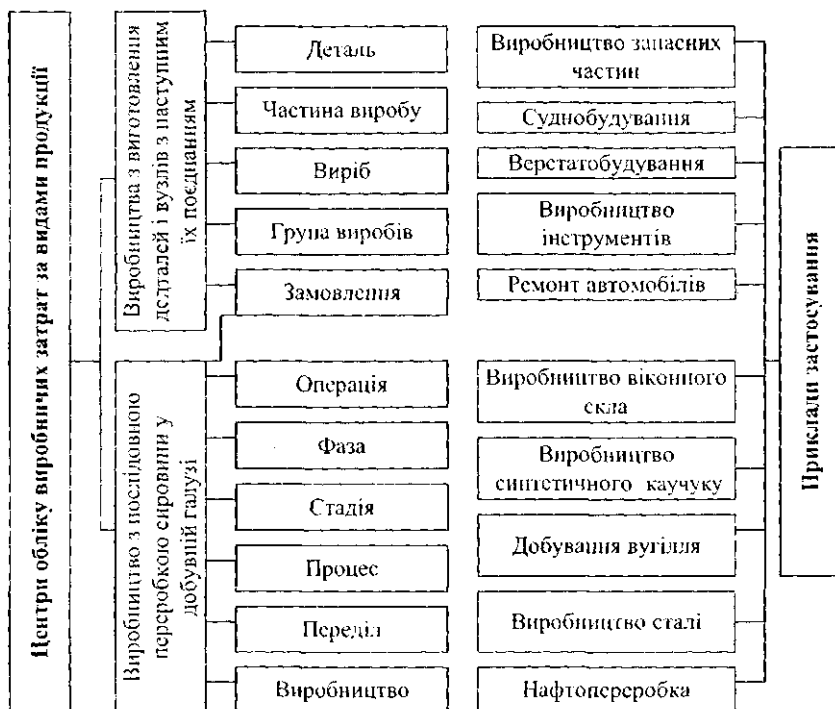 Центри обліку виробничих затрат за видами продукції
Виробництва з виготовлення
дедталей і вузлів з наступним
їх поєднанням
Деталь
Частина виробу
Виріб
Група виробів
Замовлення
Виробництво з послідовною
переробкою сировини у
добувній галузі
Операція
Фаза
Стадія
Процес
Переділ
Виробництво
Виробництво запасних
частин
Суднобудування
Верстатобудування
Виробництво
інструментів
Ремонт автомобілів
Виробництво віконного
скла
Виробництво
синтетичного каучуку
Добування вугілля
Виробництво сталі
Нафтопереробка
Приклади застосування